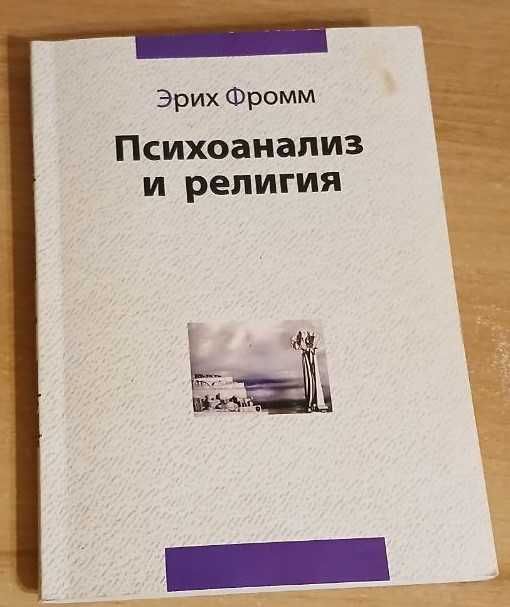 Эрих Фромм
Психоанализ
и религия